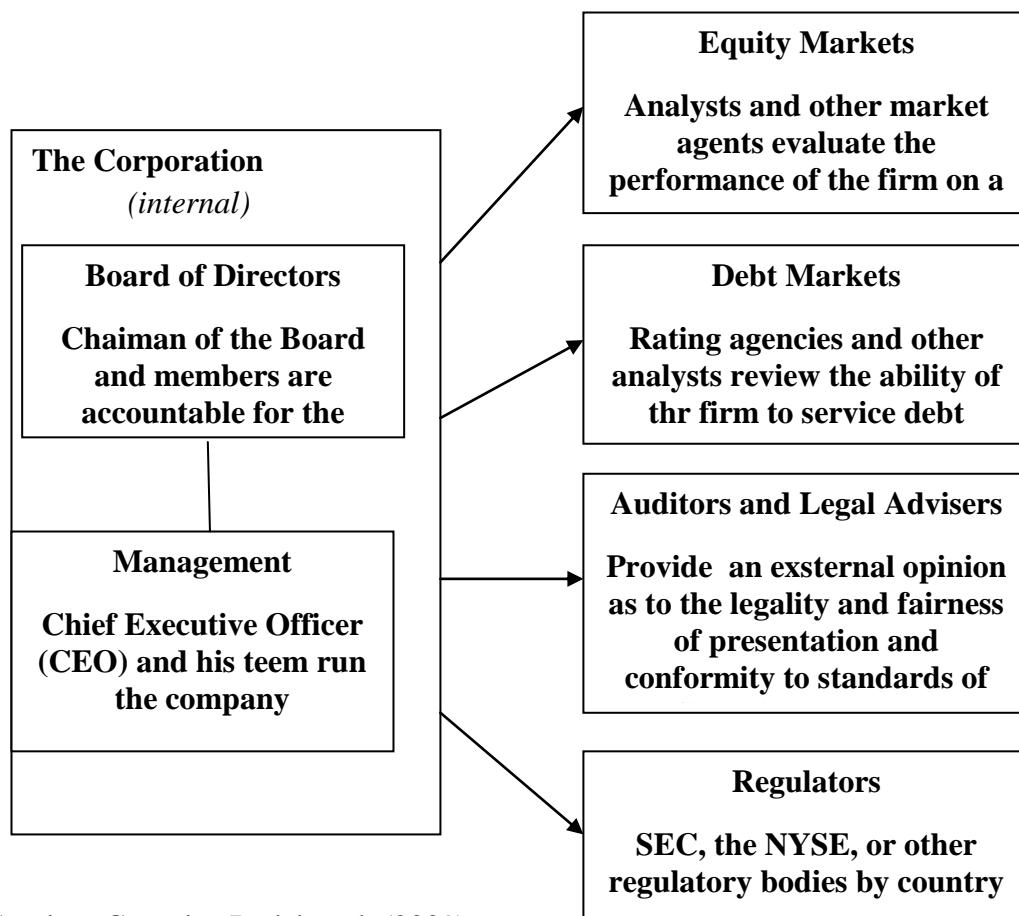 The Corporation
(internal)
Board of Directors
Chaiman of the Board
and members are
accountable for the
Management
Chief Executive Officer
(CEO) and his teem run
the company
Equity Markets
Analysts and other market
agents evaluate the
performance of the firm on a
Debt Markets
Rating agencies and other
analysts review the ability of
thr firm to service debt
Auditors and Legal Advisers
Provide an exsternal opinion
as to the legality and fairness
of presentation and
conformity to standards of
Regulators
SEC, the NYSE, or other
regulatory bodies by country